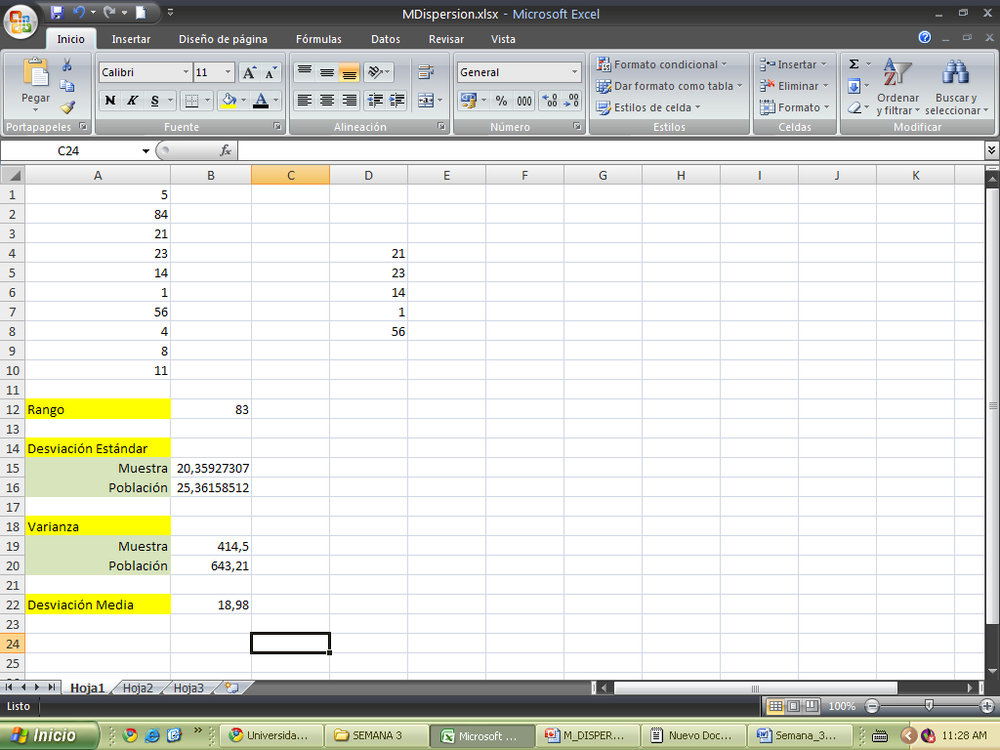 MDispersion.xlsx - Microsoft Excel
Inicio Insertar Diseño de página Fórmulas Datos Revisar Vista
Pegar
Portapapeles
Calibri 11
N K S
Fuente
Alineación
General
% 000
Número
Formato condicional
Dar formato como tabla
Estilos de celda
Estilos
Insertar
Eliminar
Formato
Celdas
Σ
Ordenar y filtrar
Buscar y seleccionar
Modificar
C24 fx
A B C D E F G H I J K
1 5
2 84
3 21
4 23 21
5 14 23
6 1 14
7 56 1
8 4 56
9 8
10 11
11
12 Rango 83
13
14 Desviación Estándar
15 Muestra 20,35927307
16 Población 25,36158512
17
18 Varianza
19 Muestra 414,5
20 Población 643,21
21
22 Desviación Media 18,98
23
24
25
Hoja1 Hoja2 Hoja3
Listo 100%
Inicio Universida... SEMANA 3 Microsoft ... M_DISPER... Nuevo Doc... Semana_3... 11:28 AM